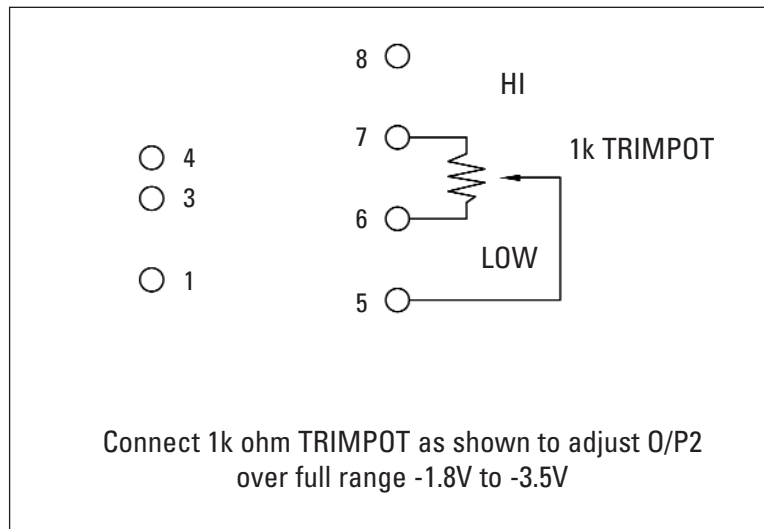 8
HI
7
1k TRIMPOT
4
3
6
LOW
1
5
Connect 1k ohm TRIMPOT as shown to adjust O/P2
over full range -1.8V to -3.5V